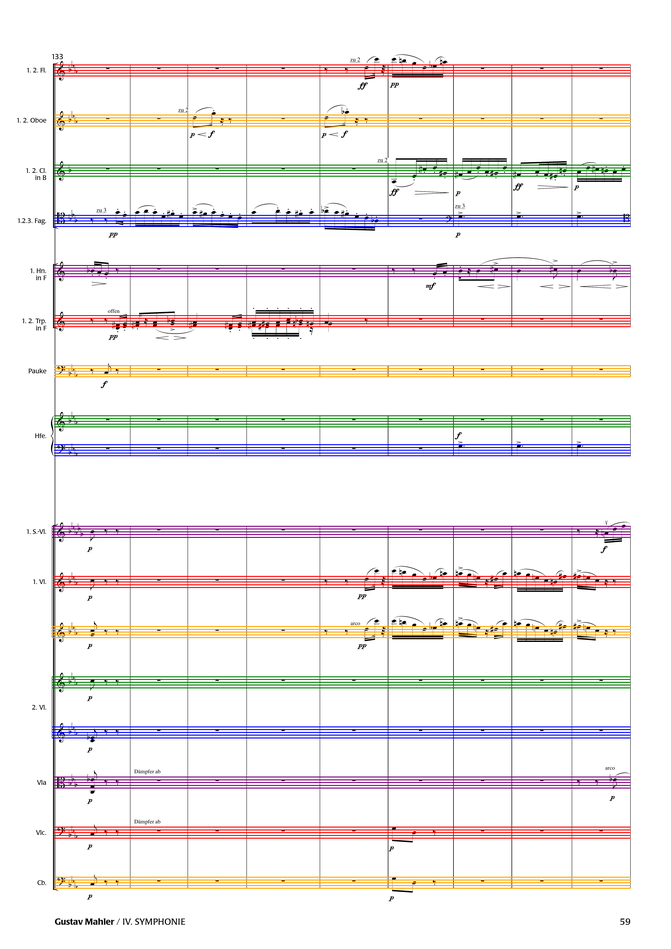 133
1. 2. Fl.
zu 2
ff
pp
1. 2. Oboe
zu 2
p < f
p < f
1. 2. Cl.
in B
zu 2
ff
p
ff
p
1.2.3. Fag.
zu 3
pp
p
1. Hn.
in F
mf
1. 2. Trp.
in F
offen
pp
Pauke
f
Hfe.
f
1. S.-Vl.
p
f
1. Vl.
p
pp
arco
p
pp
2. Vl.
p
p
Vla
Dämpfer ab
arco
p
p
Vlc.
Dämpfer ab
p
p
Cb.
p
p
Gustav Mahler / IV. SYMPHONIE
59